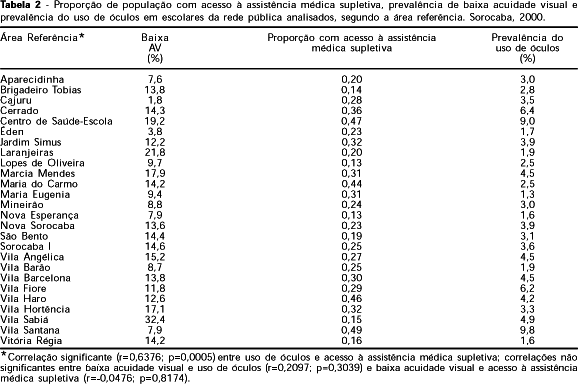 Tabela 2 - Proporção de população com acesso à assistência médica supletiva, prevalência de baixa acuidade visual e
prevalência do uso de óculos em escolares da rede pública analisados, segundo a área referência. Sorocaba, 2000.
Área Referência* Baixa Proporção com acesso à assistência Prevalência do
AV médica supletiva uso de óculos
(%) (%)
Aparecidinha 7,6 0,20 3,0
Brigadeiro Tobias 13,8 0,14 2,8
Cajuru 1,8 0,28 3,5
Cerrado 14,3 0,36 6,4
Centro de Saúde-Escola 19,2 0,47 9,0
Éden 3,8 0,23 1,7
Jardim Simus 12,2 0,32 3,9
Laranjeiras 21,8 0,20 1,9
Lopes de Oliveira 9,7 0,13 2,5
Marcia Mendes 17,9 0,31 4,5
Maria do Carmo 14,2 0,44 2,5
Maria Eugenia 9,4 0,31 1,3
Mineirão 8,8 0,24 3,0
Nova Esperança 7,9 0,13 1,6
Nova Sorocaba 13,6 0,23 3,9
São Bento 14,4 0,19 3,1
Sorocaba I 14,6 0,25 3,6
Vila Angélica 15,2 0,27 4,5
Vila Barão 8,7 0,25 1,9
Vila Barcelona 13,8 0,30 4,5
Vila Fiore 11,8 0,29 6,2
Vila Haro 12,6 0,46 4,2
Vila Hortência 17,1 0,32 3,3
Vila Sabiá 32,4 0,15 4,9
Vila Santana 7,9 0,49 9,8
Vitória Régia 14,2 0,16 1,6
*Correlação significante (r=0,6376; p=0,0005) entre uso de óculos e acesso à assistência médica supletiva; correlações não
significantes entre baixa acuidade visual e uso de óculos (r=0,2097; p=0,3039) e baixa acuidade visual e acesso à assistência
médica supletiva (r=-0,0476; p=0,8174).